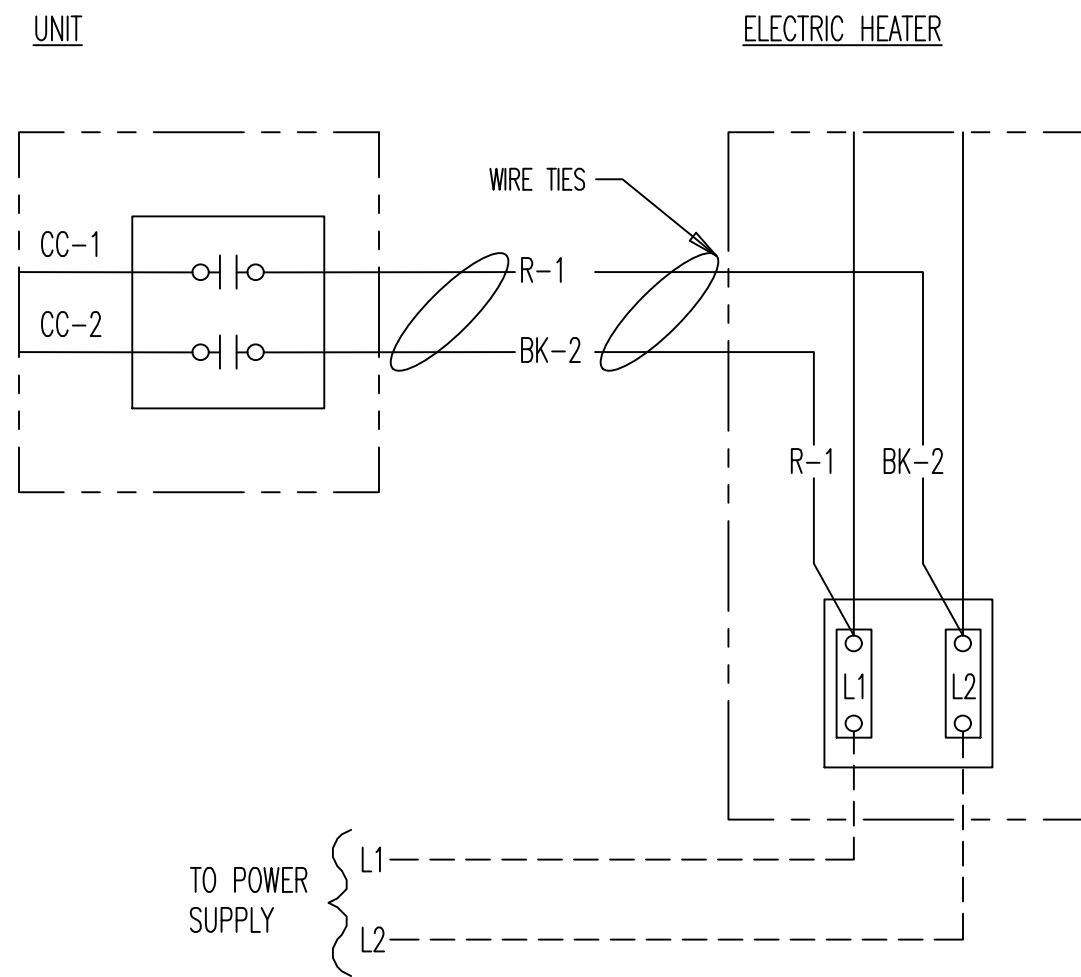 UNIT
ELECTRIC HEATER
WIRE TIES
CC-1
R-1
CC-2
BK-2
R-1
BK-2
L1
L2
L1
TO POWER
SUPPLY
L2